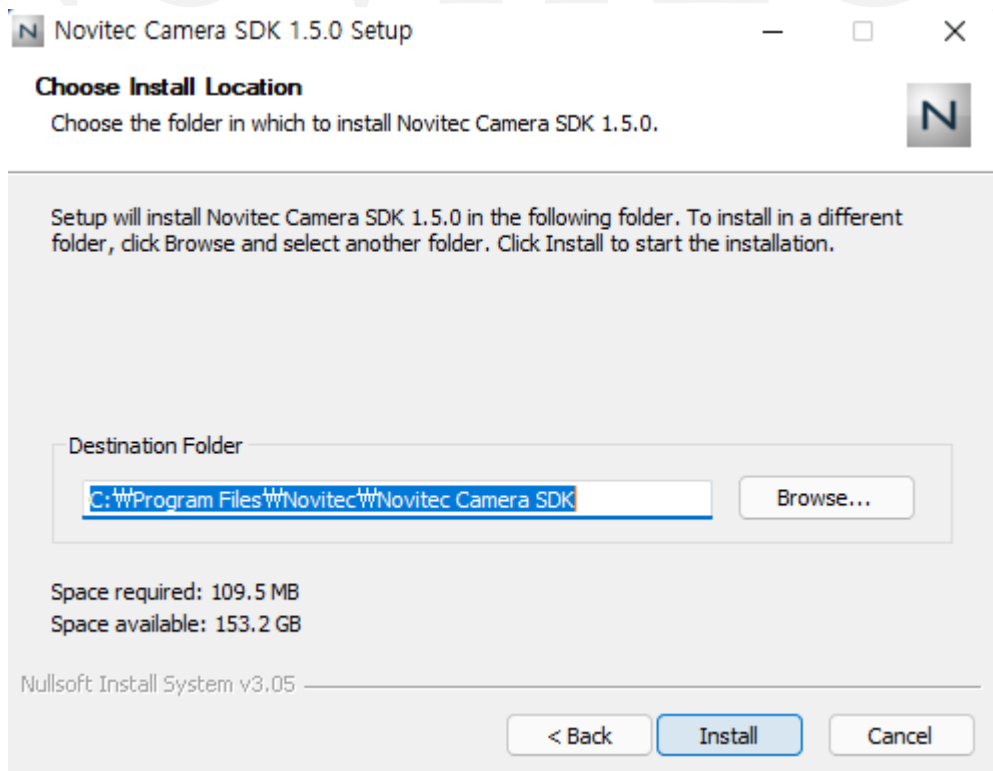 N Novitec Camera SDK 1.5.0 Setup
Choose Install Location
Choose the folder in which to install Novitec Camera SDK 1.5.0.
N
Setup will install Novitec Camera SDK 1.5.0 in the following folder. To install in a different
folder, click Browse and select another folder. Click Install to start the installation.
Destination Folder
C:₩Program Files₩Novitec₩Novitec Camera SDK
Browse...
Space required: 109.5 MB
Space available: 153.2 GB
Nullsoft Install System v3.05
< Back Install Cancel